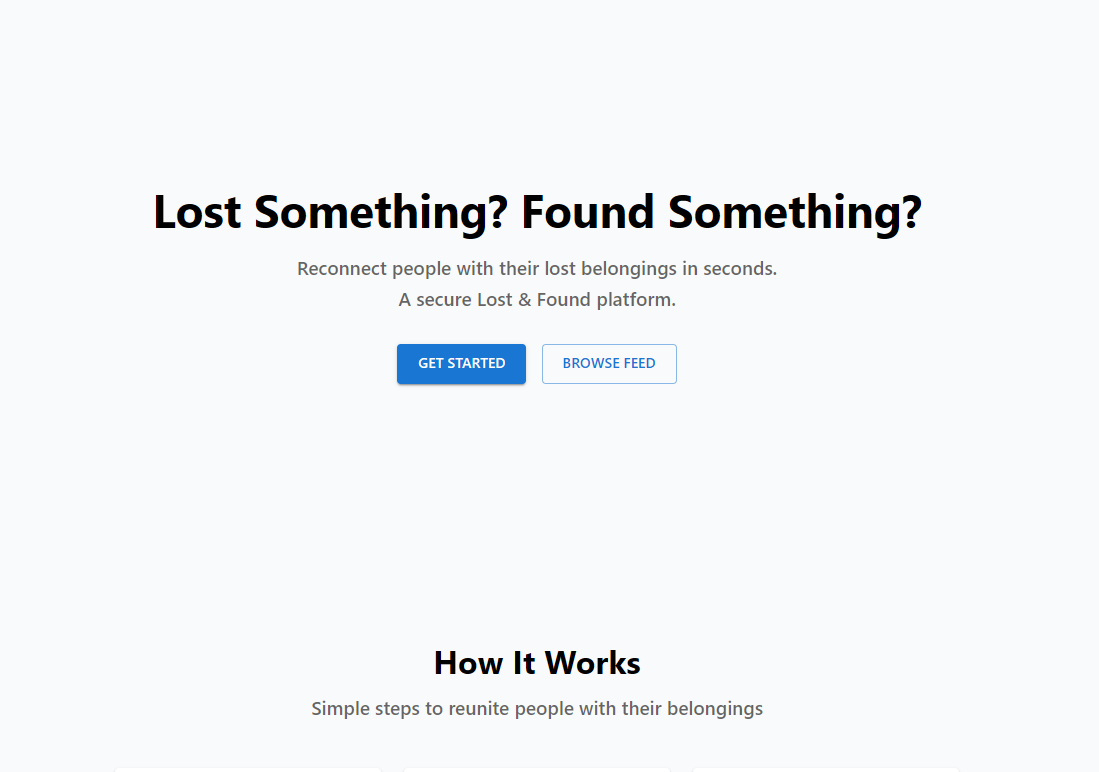 Lost Something? Found Something?
Reconnect people with their lost belongings in seconds.
A secure Lost & Found platform.
GET STARTED
BROWSE FEED
How It Works
Simple steps to reunite people with their belongings